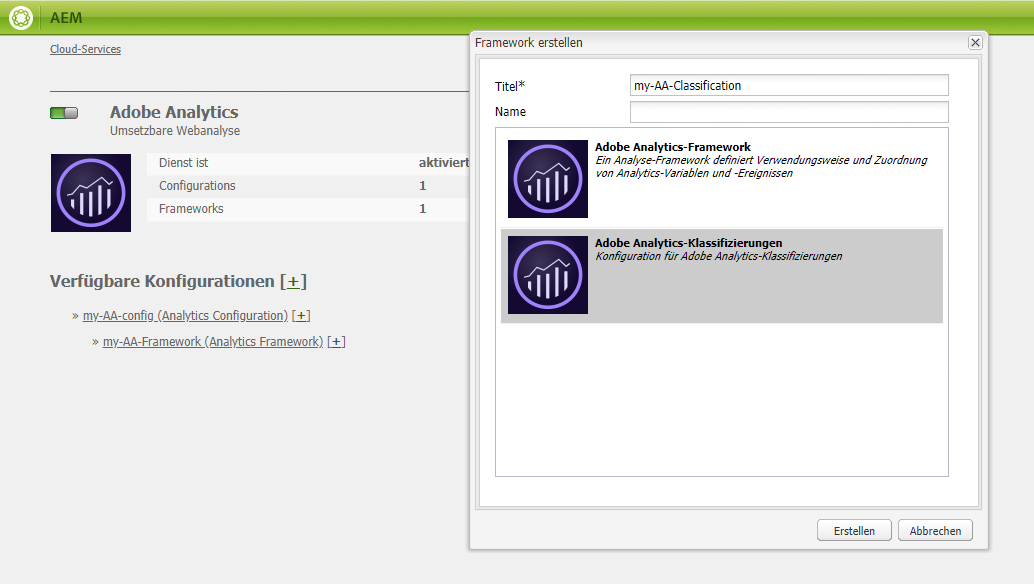 AEM
Cloud-Services
Adobe Analytics
Umsetzbare Webanalyse
Dienst ist aktiviert
Configurations 1
Frameworks 1
Verfügbare Konfigurationen [+]
» my-AA-config (Analytics Configuration) [+]
» my-AA-Framework (Analytics Framework) [+]
Framework erstellen
Titel* my-AA-Classification
Name
Adobe Analytics-Framework
Ein Analyse-Framework definiert Verwendungsweise und Zuordnung
von Analytics-Variablen und -Ereignissen
Adobe Analytics-Klassifizierungen
Konfiguration für Adobe Analytics-Klassifizierungen
Erstellen Abbrechen